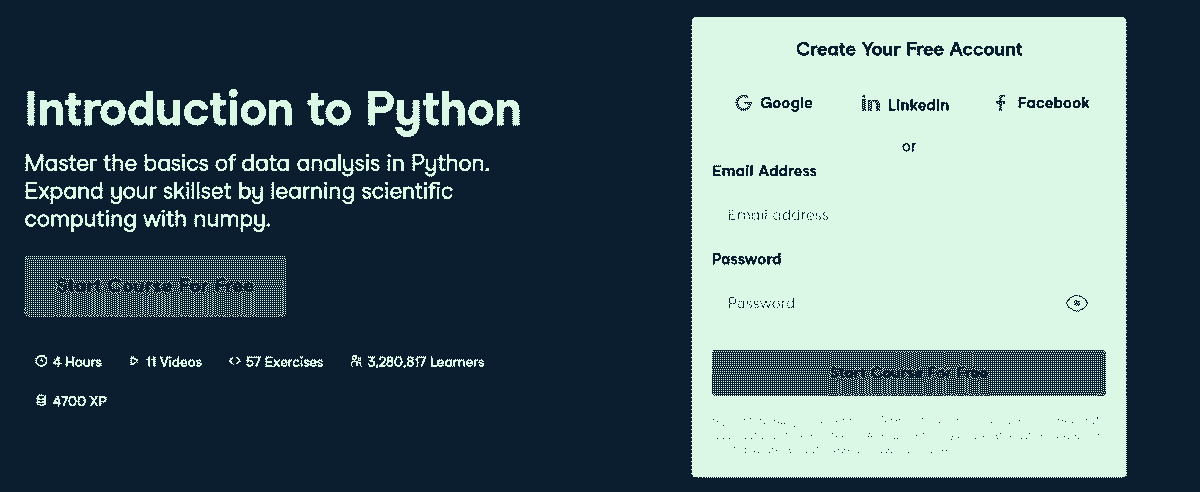 Introduction to Python
Master the basics of data analysis in Python.
Expand your skillset by learning scientific
computing with numpy.
Start Course For Free
4 Hours 11 Videos <> 57 Exercises 3,280,817 Learners
4700 XP
Create Your Free Account
G Google in LinkedIn f Facebook
or
Email Address
Email address
Password
Password
Start Course For Free